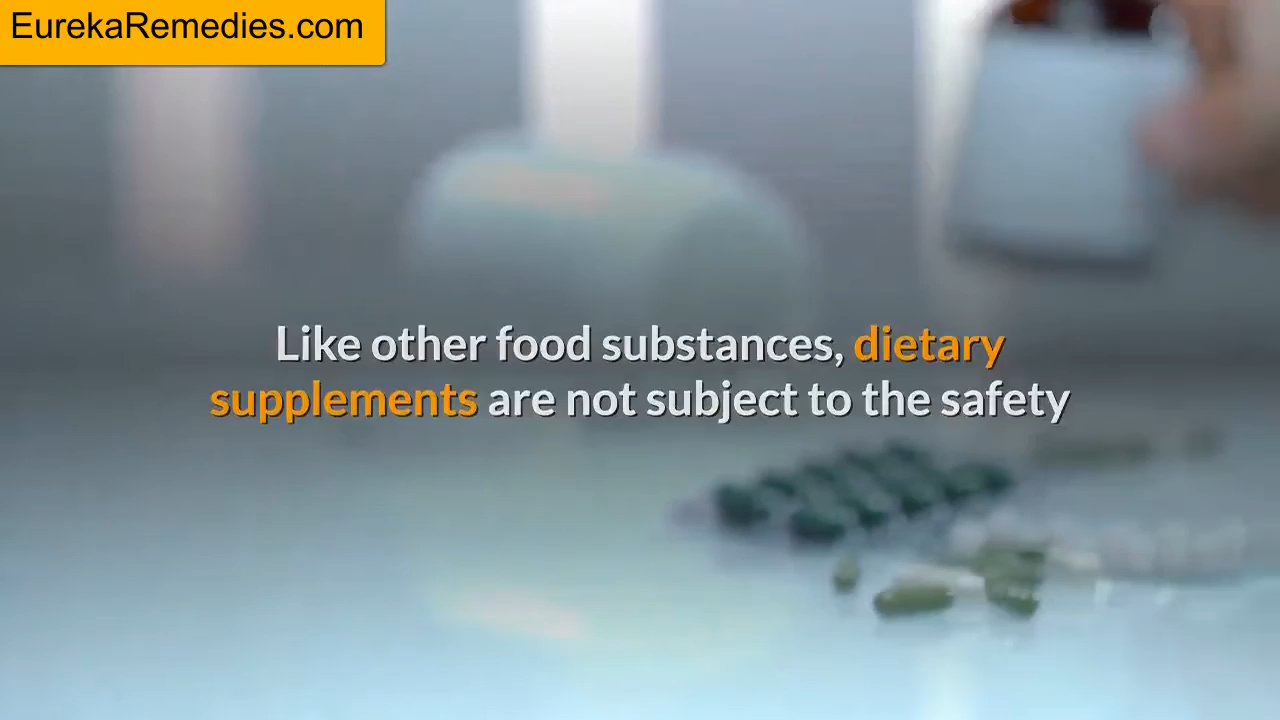 EurekaRemedies.com
Like other food substances, dietary
supplements are not subject to the safety